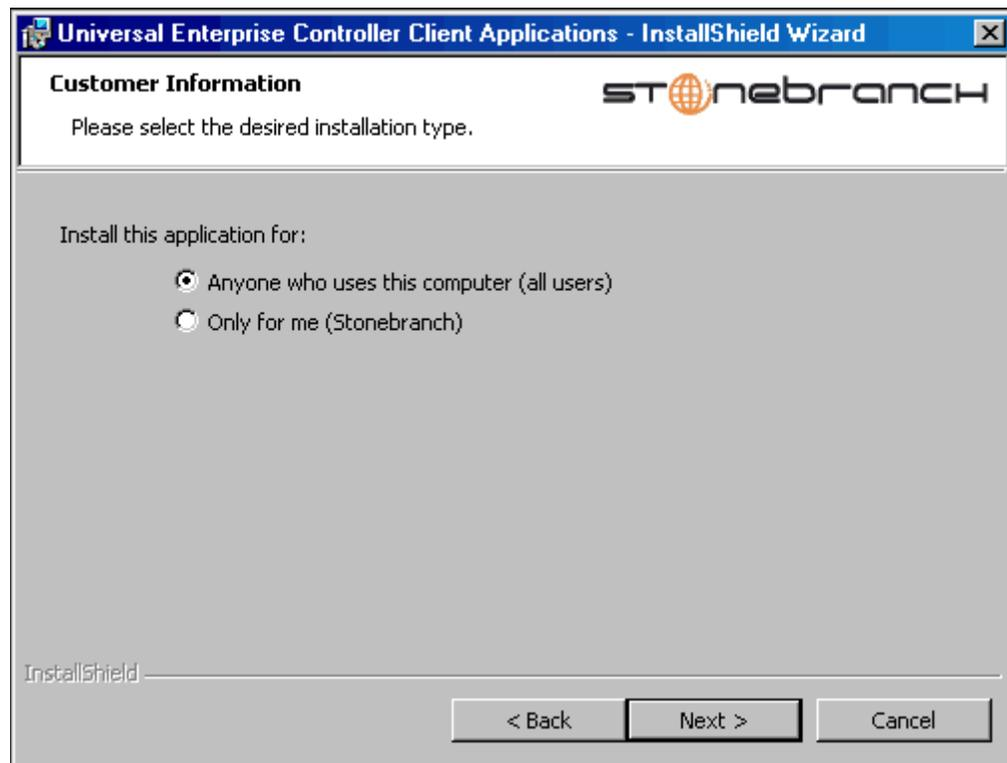 Universal Enterprise Controller Client Applications - InstallShield Wizard
Customer Information
STONEBRANCH
Please select the desired installation type.
Install this application for:
Anyone who uses this computer (all users)
Only for me (Stonebranch)
InstallShield
< Back
Next >
Cancel